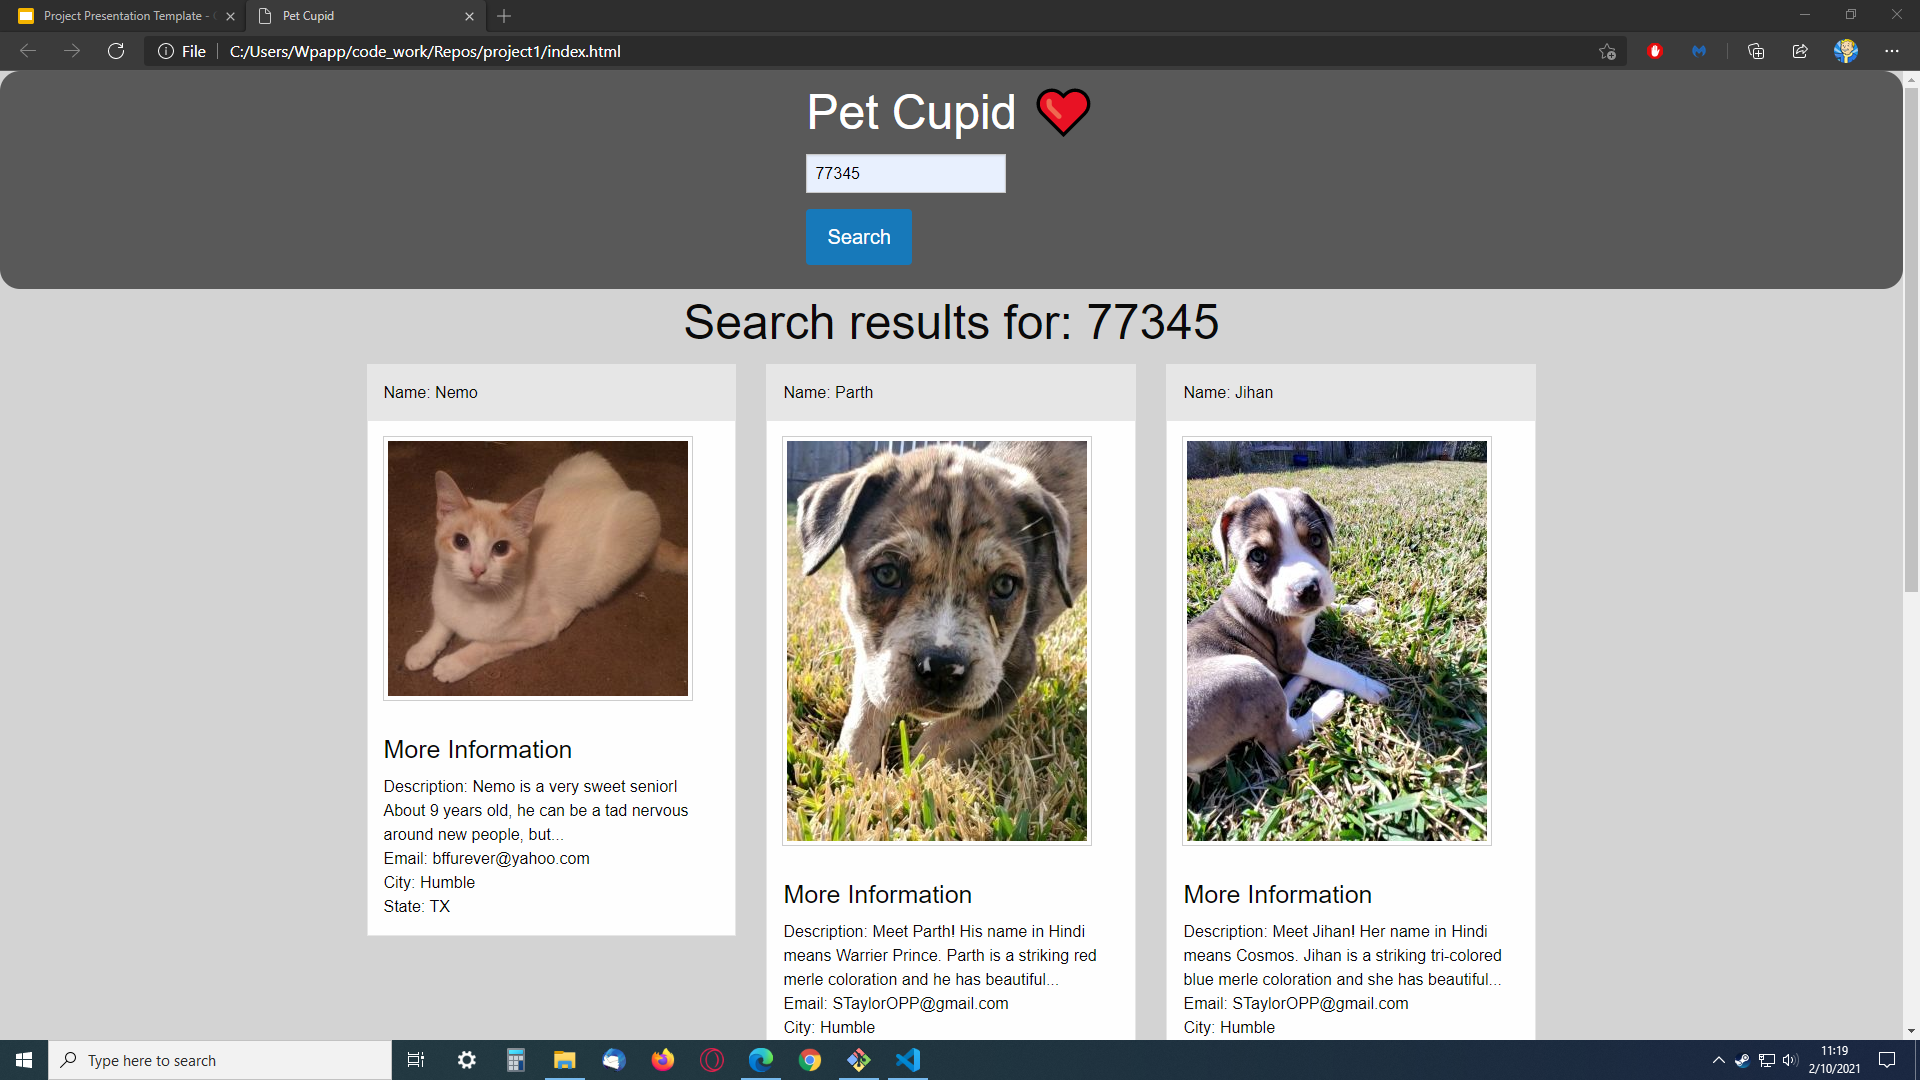 Project Presentation Template -
Pet Cupid
File
C:/Users/Wpapp/code_work/Repos/project1/index.html
Pet Cupid
77345
Search
Search results for: 77345
Name: Nemo
More Information
Description: Nemo is a very sweet senior!
About 9 years old, he can be a tad nervous
around new people, but...
Email: bffurever@yahoo.com
City: Humble
State: TX
Name: Parth
More Information
Description: Meet Parth! His name in Hindi
means Warrier Prince. Parth is a striking red
merle coloration and he has beautiful...
Email: STaylorOPP@gmail.com
City: Humble
Name: Jihan
More Information
Description: Meet Jihan! Her name in Hindi
means Cosmos. Jihan is a striking tri-colored
blue merle coloration and she has beautiful...
Email: STaylorOPP@gmail.com
City: Humble
Type here to search
11:19
2/10/2021